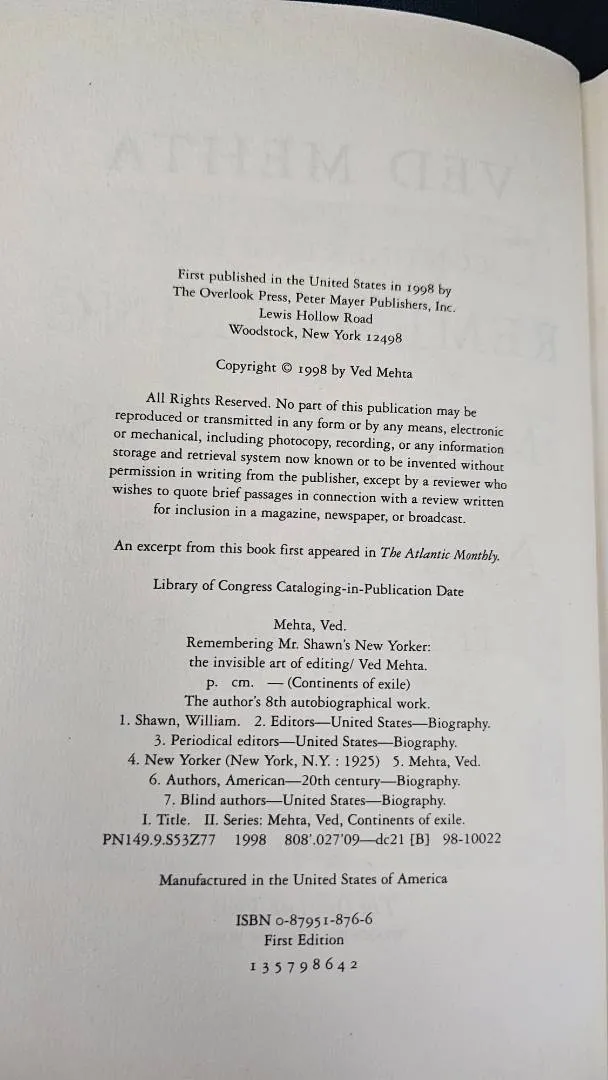 First published in the United States in 1998 by
The Overlook Press, Peter Mayer Publishers, Inc.
Lewis Hollow Road
Woodstock, New York 12498
Copyright © 1998 by Ved Mehta
All Rights Reserved. No part of this publication may be
reproduced or transmitted in any form or by any means, electronic
or mechanical, including photocopy, recording, or any information
storage and retrieval system now known or to be invented without
permission in writing from the publisher, except by a reviewer who
wishes to quote brief passages in connection with a review written
for inclusion in a magazine, newspaper, or broadcast.
An excerpt from this book first appeared in The Atlantic Monthly.
Library of Congress Cataloging-in-Publication Date
Mehta, Ved.
Remembering Mr. Shawn's New Yorker:
the invisible art of editing/ Ved Mehta.
p. cm. — (Continents of exile)
The author's 8th autobiographical work.
1. Shawn, William. 2. Editors—United States—Biography.
3. Periodical editors—United States—Biography.
4. New Yorker (New York, N.Y. : 1925) 5. Mehta, Ved.
6. Authors, American—20th century—Biography.
7. Blind authors—United States—Biography.
I. Title. II. Series: Mehta, Ved, Continents of exile.
PN149.9.S53Z77 1998 808'.027'09—dc21 [B] 98-10022
Manufactured in the United States of America
ISBN 0-87951-876-6
First Edition
1 3 5 7 9 8 6 4 2